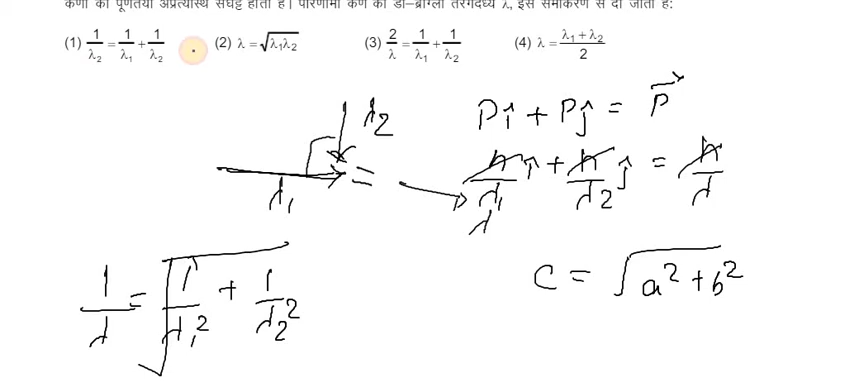 कणों का पूर्णतया अप्रत्यास्थ संघट्ट होता है। परिणामी कण की डी-ब्रॉग्ली तरंगदैर्ध्य λ, इस समीकरण से दी जाती है:
(1) 1/λ₂ = 1/λ₁ + 1/λ₂ (2) λ = √λ₁λ₂ (3) 2/λ = 1/λ₁ + 1/λ₂ (4) λ = (λ₁ + λ₂)/2
λ₂
λ₁ =
Pî + Pĵ = P⃗
h/λ₁ î + h/λ₂ ĵ = h/λ
λ
1/λ = √1/λ₁² + 1/λ₂²
c = √a² + b²